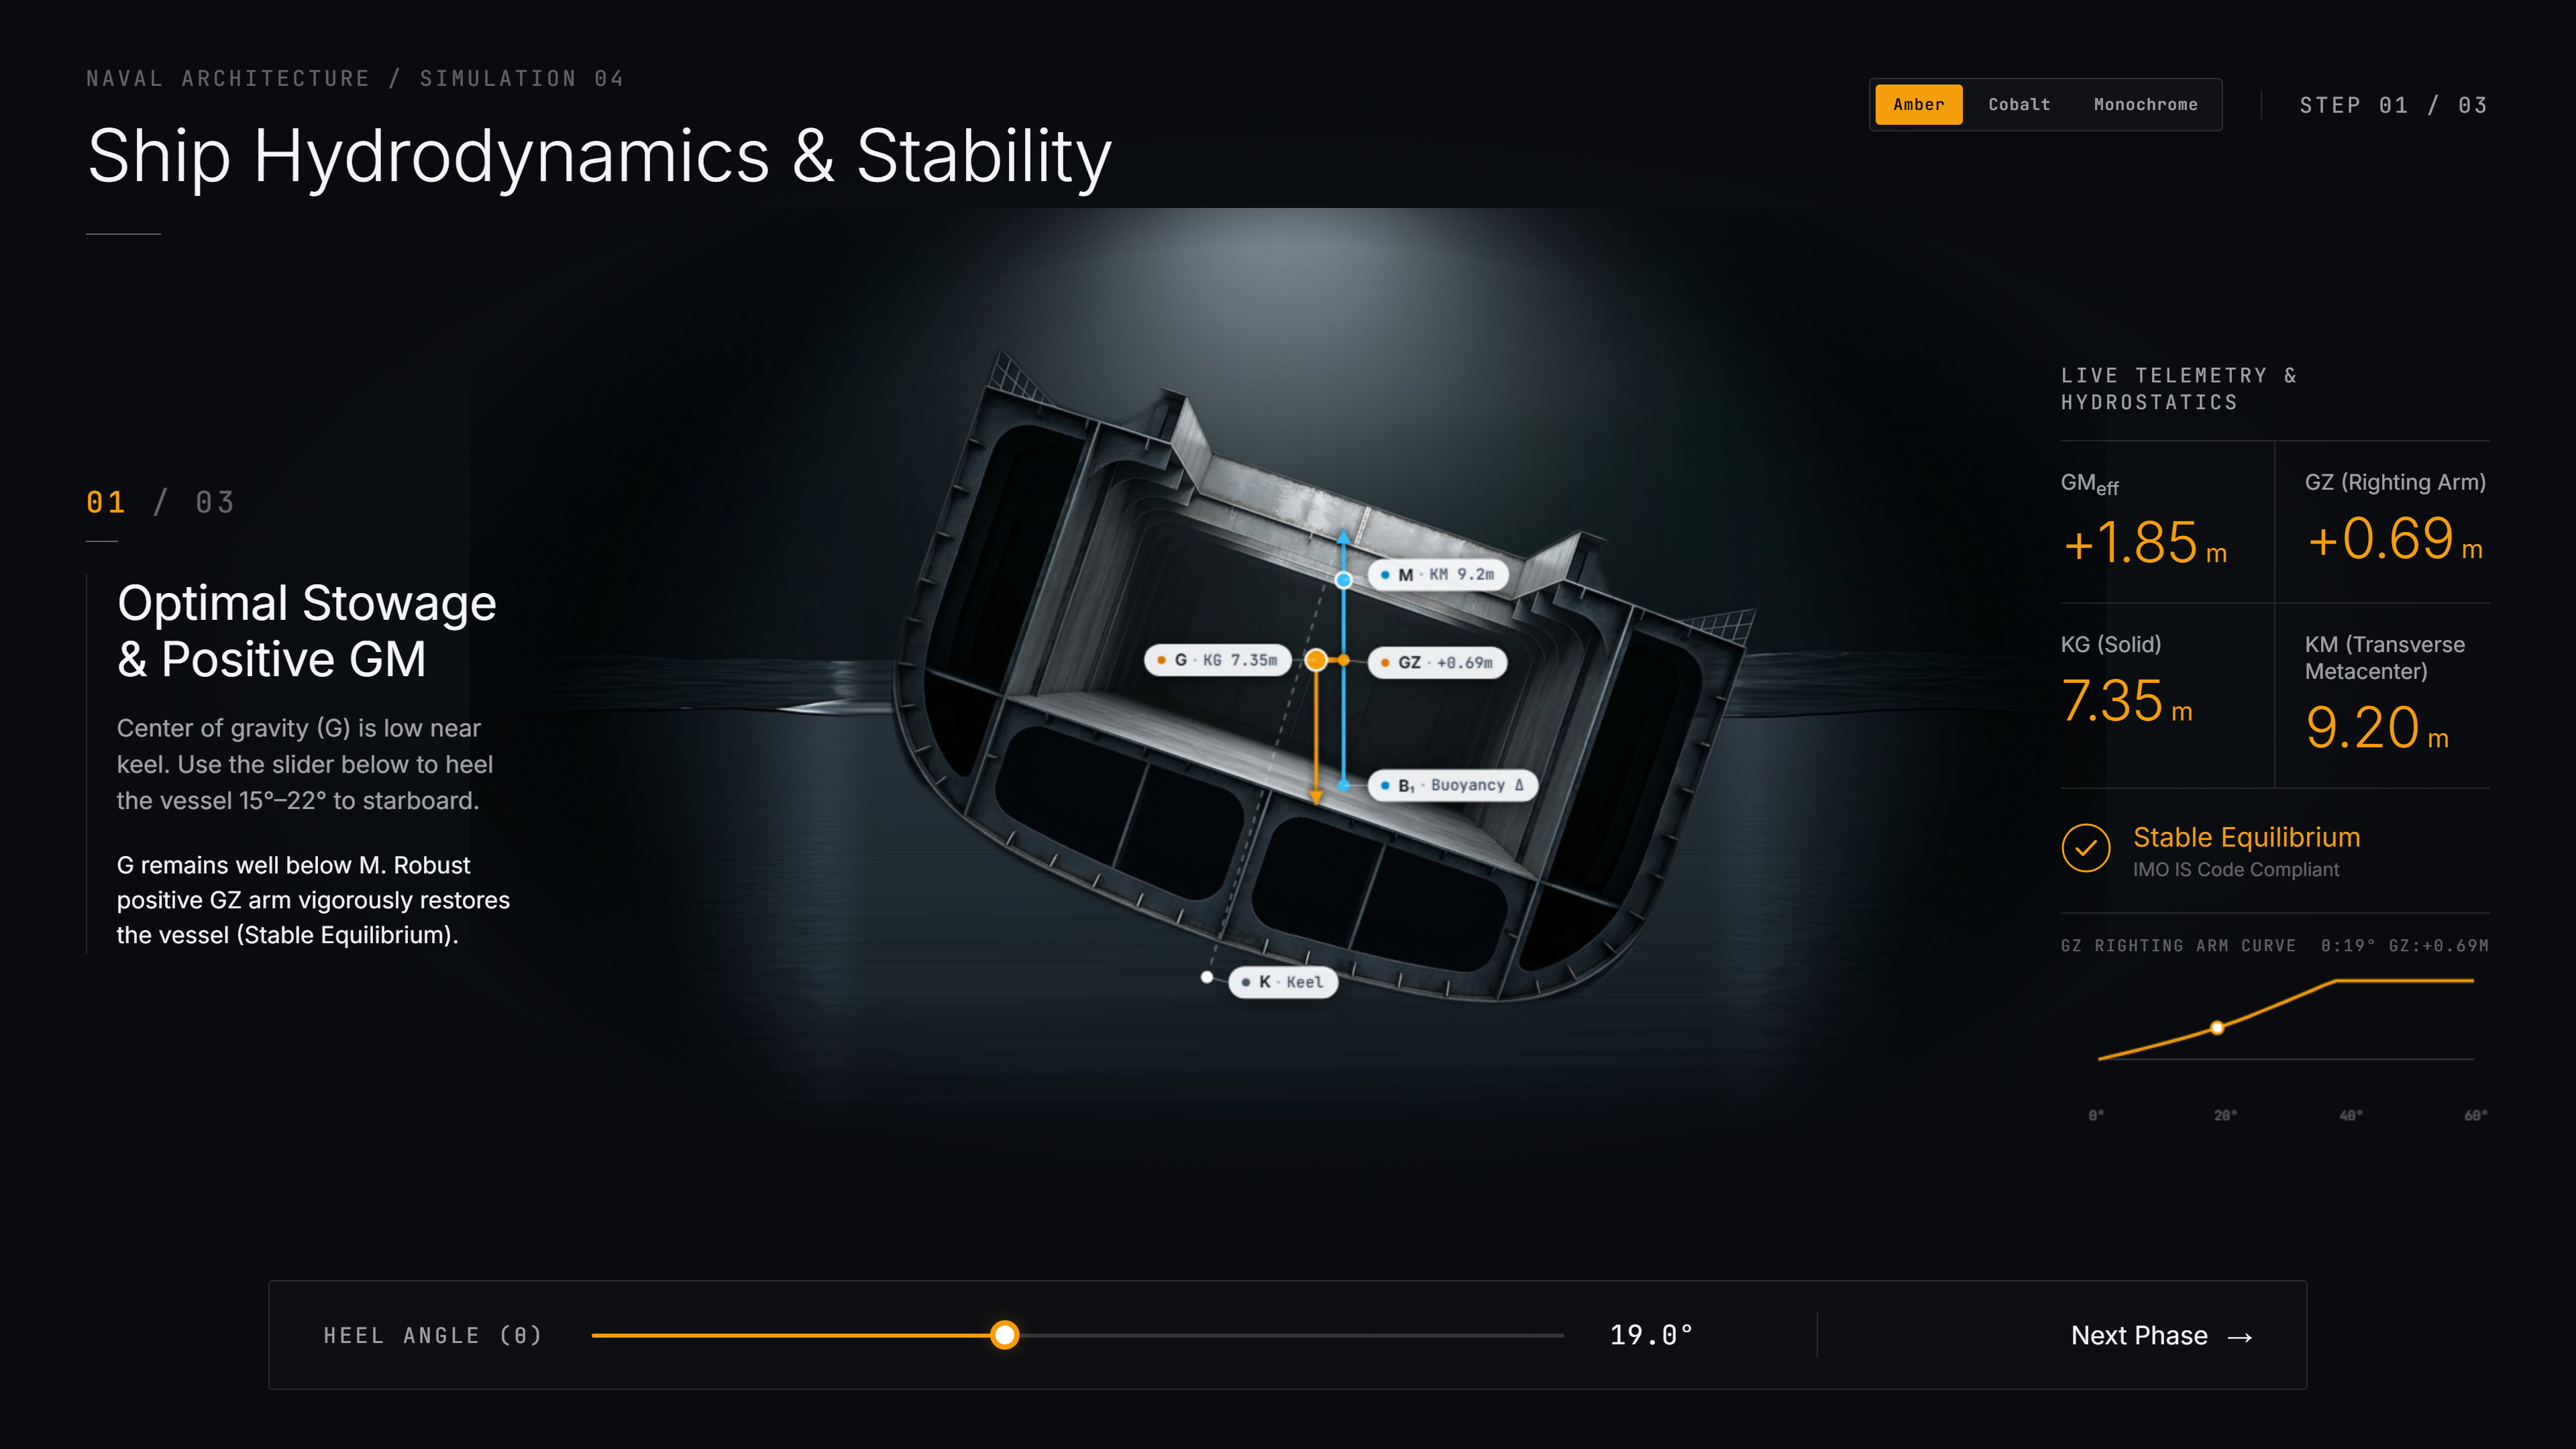 NAVAL ARCHITECTURE / SIMULATION 04
Ship Hydrodynamics & Stability
Amber
Cobalt
Monochrome
STEP 01 / 03
01 / 03
Optimal Stowage
& Positive GM
Center of gravity (G) is low near
keel. Use the slider below to heel
the vessel 15°–22° to starboard.
G remains well below M. Robust
positive GZ arm vigorously restores
the vessel (Stable Equilibrium).
M · KM 9.2m
G · KG 7.35m
GZ · +0.69m
B₁ · Buoyancy Δ
K · Keel
LIVE TELEMETRY &
HYDROSTATICS
GMeff
+1.85 m
GZ (Righting Arm)
+0.69 m
KG (Solid)
7.35 m
KM (Transverse
Metacenter)
9.20 m
Stable Equilibrium
IMO IS Code Compliant
GZ RIGHTING ARM CURVE
θ:19° GZ:+0.69M
0°
20°
40°
60°
HEEL ANGLE (θ)
19.0°
Next Phase →